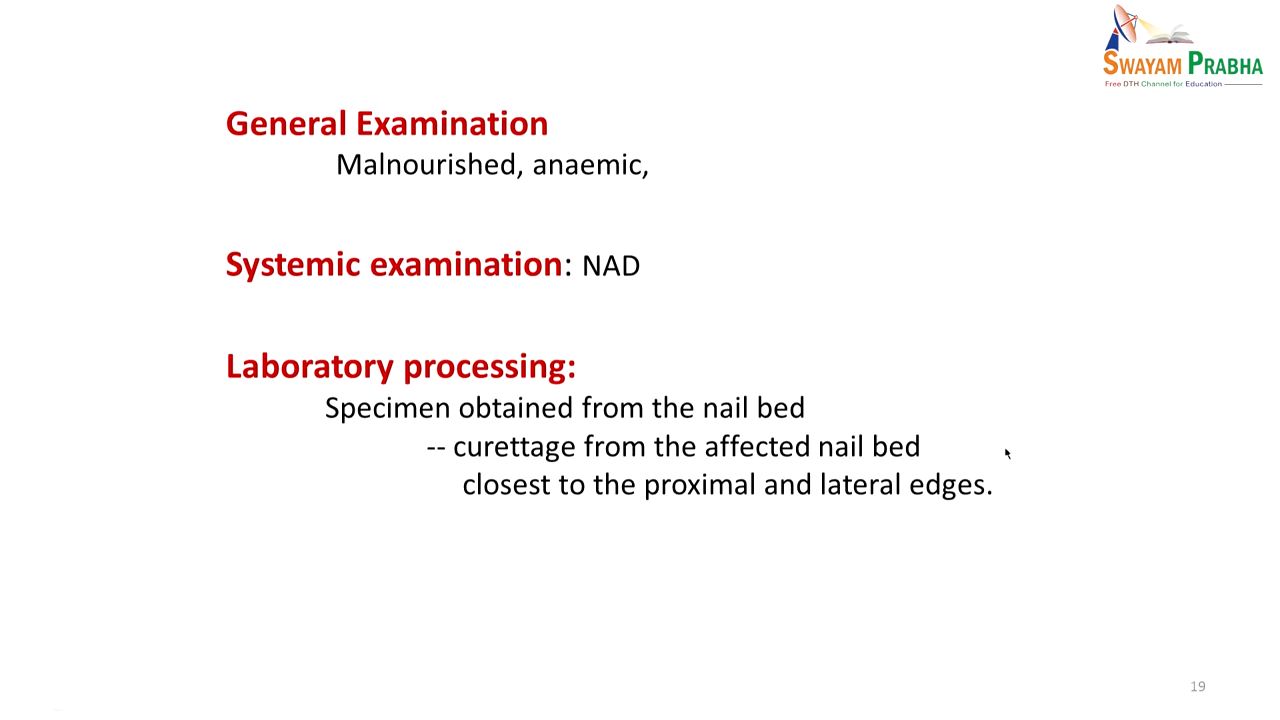 SWAYAM PRABHA
Free DTH Channel for Education
General Examination
Malnourished, anaemic,
Systemic examination: NAD
Laboratory processing:
Specimen obtained from the nail bed
-- curettage from the affected nail bed
closest to the proximal and lateral edges.
19